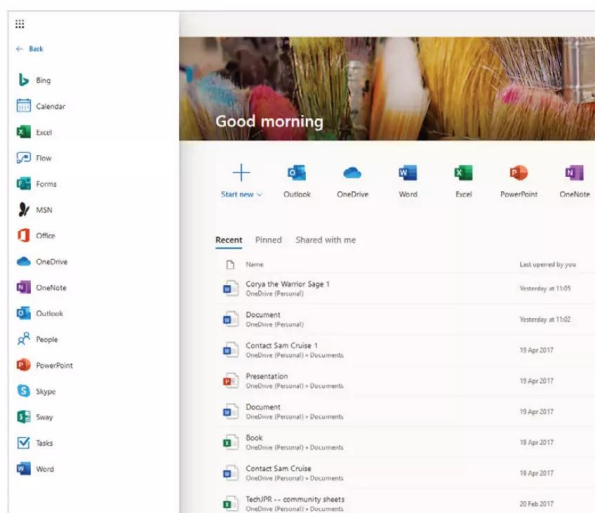 ← Back
Bing
Calendar
Excel
Flow
Forms
MSN
Office
OneDrive
OneNote
Outlook
People
PowerPoint
Skype
Sway
Tasks
Word
Good morning
Start new
Outlook
OneDrive
Word
Excel
PowerPoint
OneNote
Recent Pinned Shared with me
Name Last opened by you
Corya the Warrior Sage 1
OneDrive (Personal)
Yesterday at 11:05
Document
OneDrive (Personal)
Yesterday at 11:02
Contact Sam Cruise 1
OneDrive (Personal) » Documents
19 Apr 2017
Presentation
OneDrive (Personal) » Documents
19 Apr 2017
Document
OneDrive (Personal) » Documents
19 Apr 2017
Book
OneDrive (Personal) » Documents
19 Apr 2017
Contact Sam Cruise
OneDrive (Personal) » Documents
18 Apr 2017
TechJPR -- community sheets
OneDrive (Personal) » Documents
20 Feb 2017